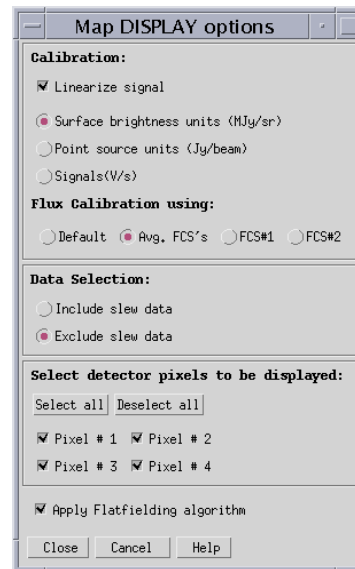 Map DISPLAY options
Calibration:
Linearize signal
Surface brightness units (MJy/sr)
Point source units (Jy/beam)
Signals(V/s)
Flux Calibration using:
Default Avg. FCS's FCS#1 FCS#2
Data Selection:
Include slew data
Exclude slew data
Select detector pixels to be displayed:
Select all Deselect all
Pixel # 1 Pixel # 2
Pixel # 3 Pixel # 4
Apply Flatfielding algorithm
Close Cancel Help